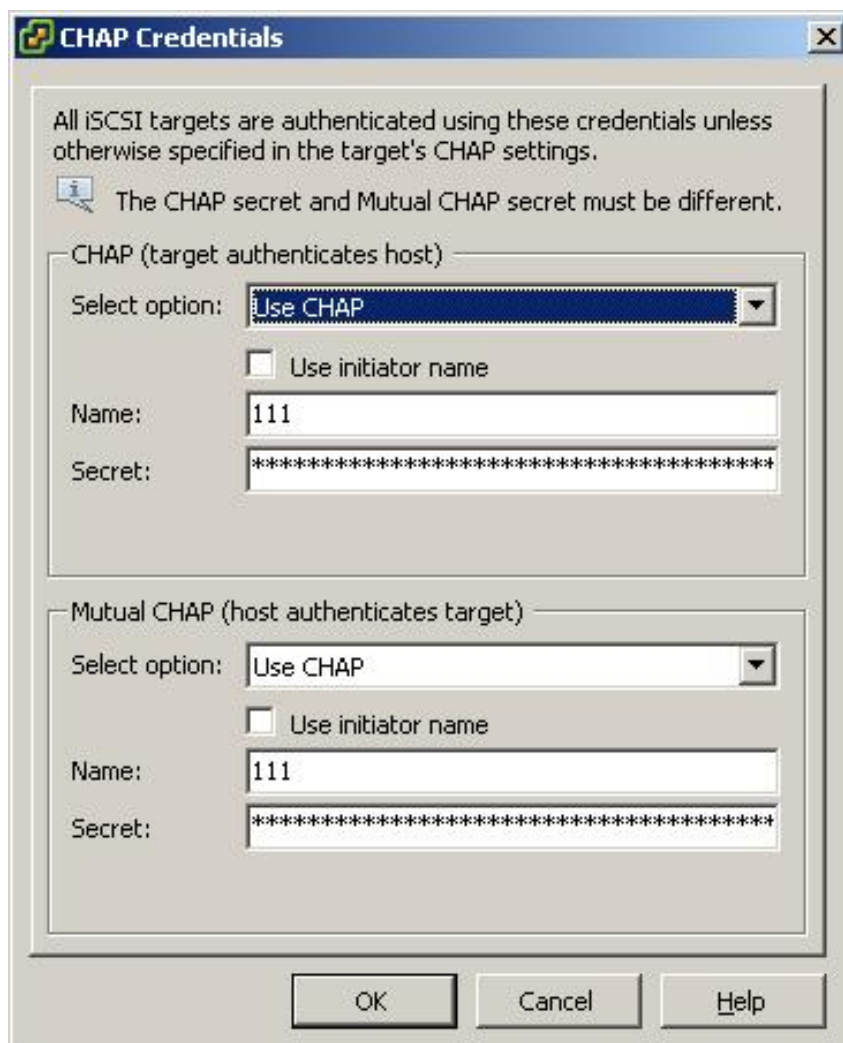 CHAP Credentials
All iSCSI targets are authenticated using these credentials unless
otherwise specified in the target's CHAP settings.
The CHAP secret and Mutual CHAP secret must be different.
CHAP (target authenticates host)
Select option: Use CHAP
Use initiator name
Name: 111
Secret: **************************************
Mutual CHAP (host authenticates target)
Select option: Use CHAP
Use initiator name
Name: 111
Secret: **************************************
OK Cancel Help